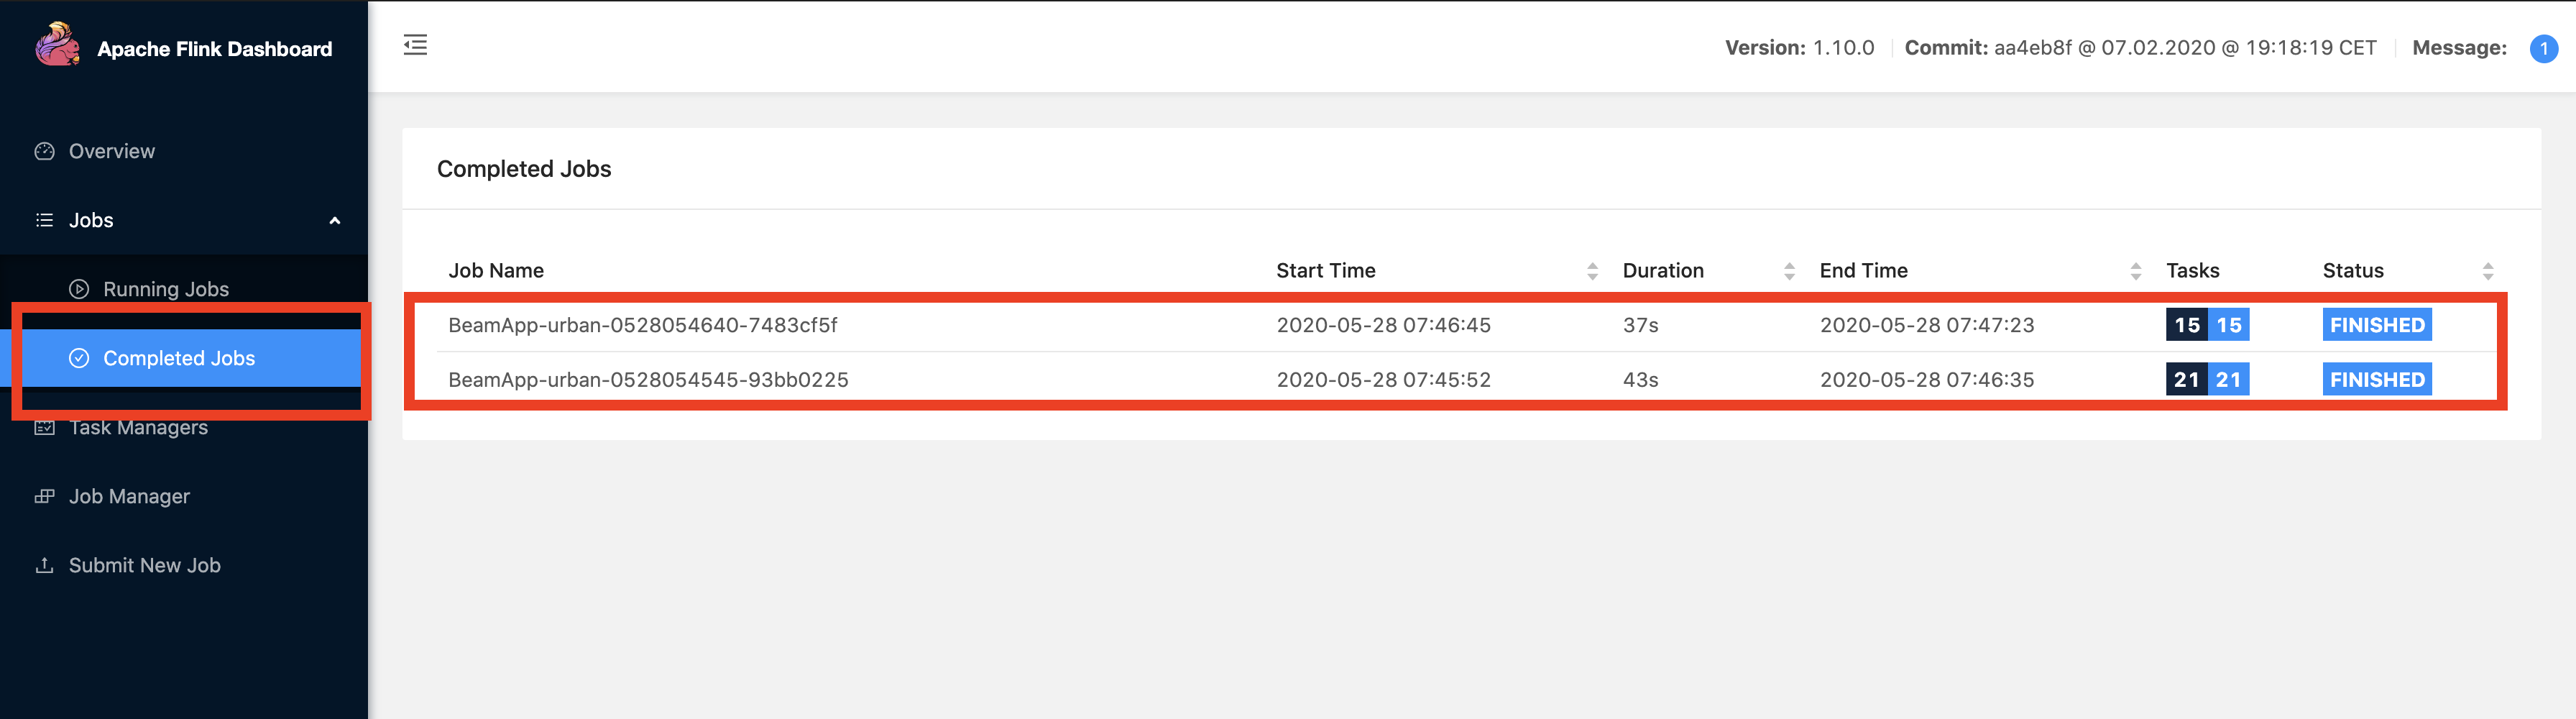 Apache Flink Dashboard
Version: 1.10.0 Commit: aa4eb8f @ 07.02.2020 @ 19:18:19 CET Message: 1
Overview
Jobs
Running Jobs
Completed Jobs
Task Managers
Job Manager
Submit New Job
Completed Jobs
Job Name Start Time Duration End Time Tasks Status
BeamApp-urban-0528054640-7483cf5f 2020-05-28 07:46:45 37s 2020-05-28 07:47:23 15 15 FINISHED
BeamApp-urban-0528054545-93bb0225 2020-05-28 07:45:52 43s 2020-05-28 07:46:35 21 21 FINISHED